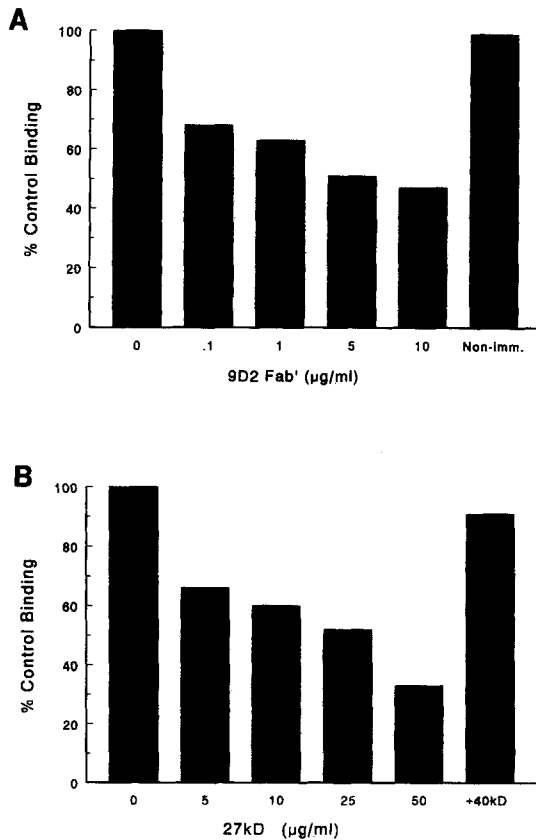 A
% Control Binding
100
80
60
40
20
0
0 .1 1 5 10 Non-Imm.
9D2 Fab' (µg/ml)
B
% Control Binding
100
80
60
40
20
0
0 5 10 25 50 +40kD
27kD (µg/ml)